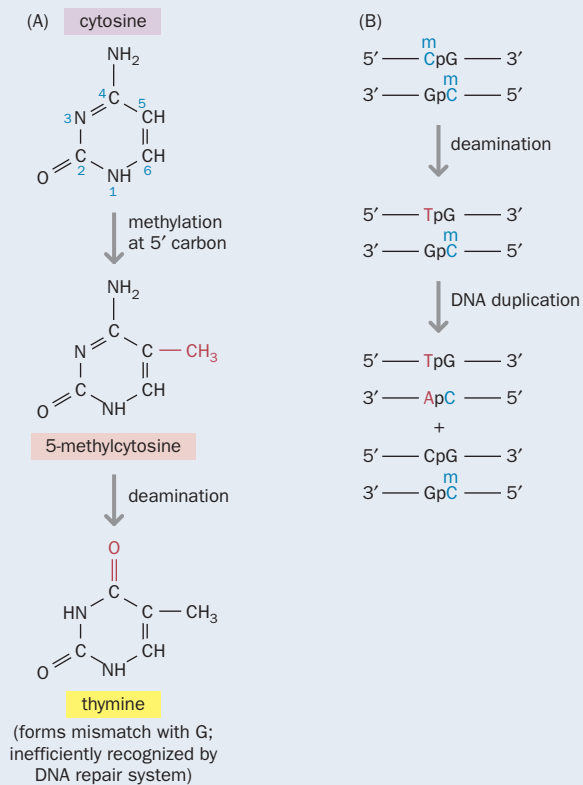 (A) cytosine
NH2
4
C
5
3 N
CH
C
2
CH
6
O
NH
1
methylation
at 5′ carbon
NH2
C
N
C — CH3
C
CH
O
NH
5-methylcytosine
deamination
O
C
HN
C — CH3
C
CH
O
NH
thymine
(forms mismatch with G;
inefficiently recognized by
DNA repair system)
(B)
m
5′ — CpG — 3′
m
3′ — GpC — 5′
deamination
5′ — TpG — 3′
m
3′ — GpC — 5′
DNA duplication
5′ — TpG — 3′
3′ — ApC — 5′
+
5′ — CpG — 3′
m
3′ — GpC — 5′